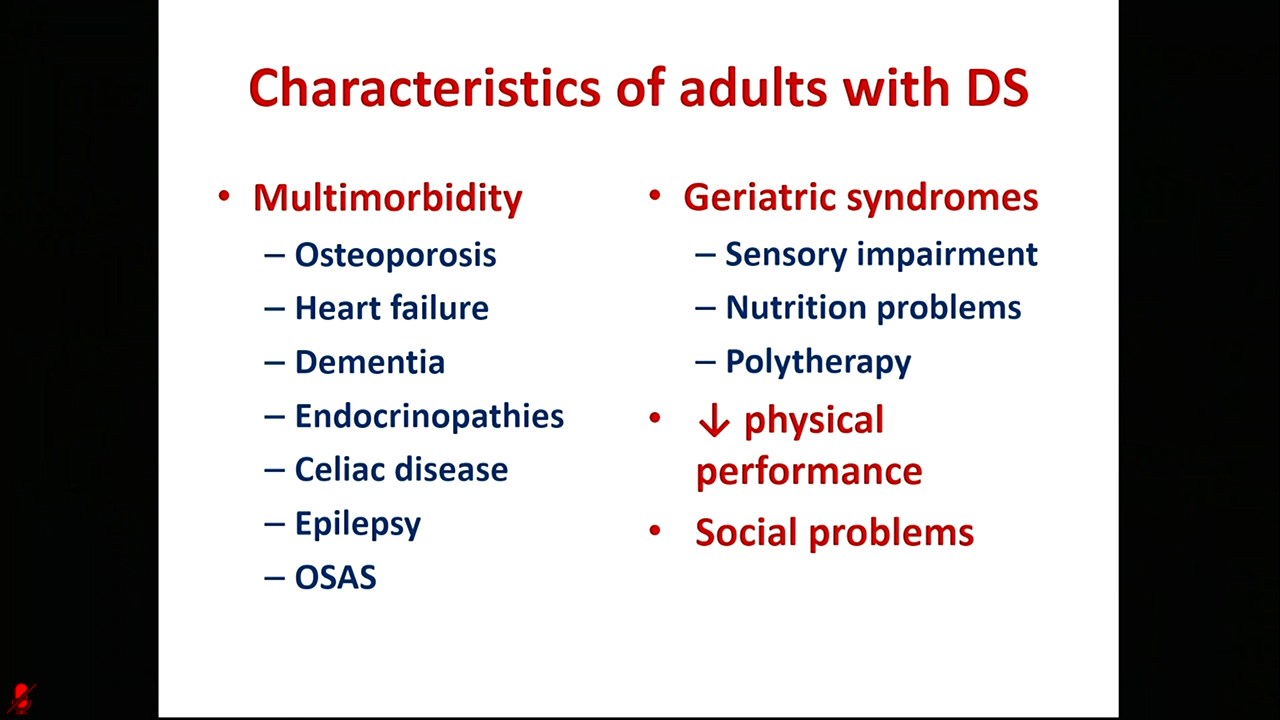 Characteristics of adults with DS
• Multimorbidity
– Osteoporosis
– Heart failure
– Dementia
– Endocrinopathies
– Celiac disease
– Epilepsy
– OSAS
• Geriatric syndromes
– Sensory impairment
– Nutrition problems
– Polytherapy
• ↓ physical
performance
• Social problems